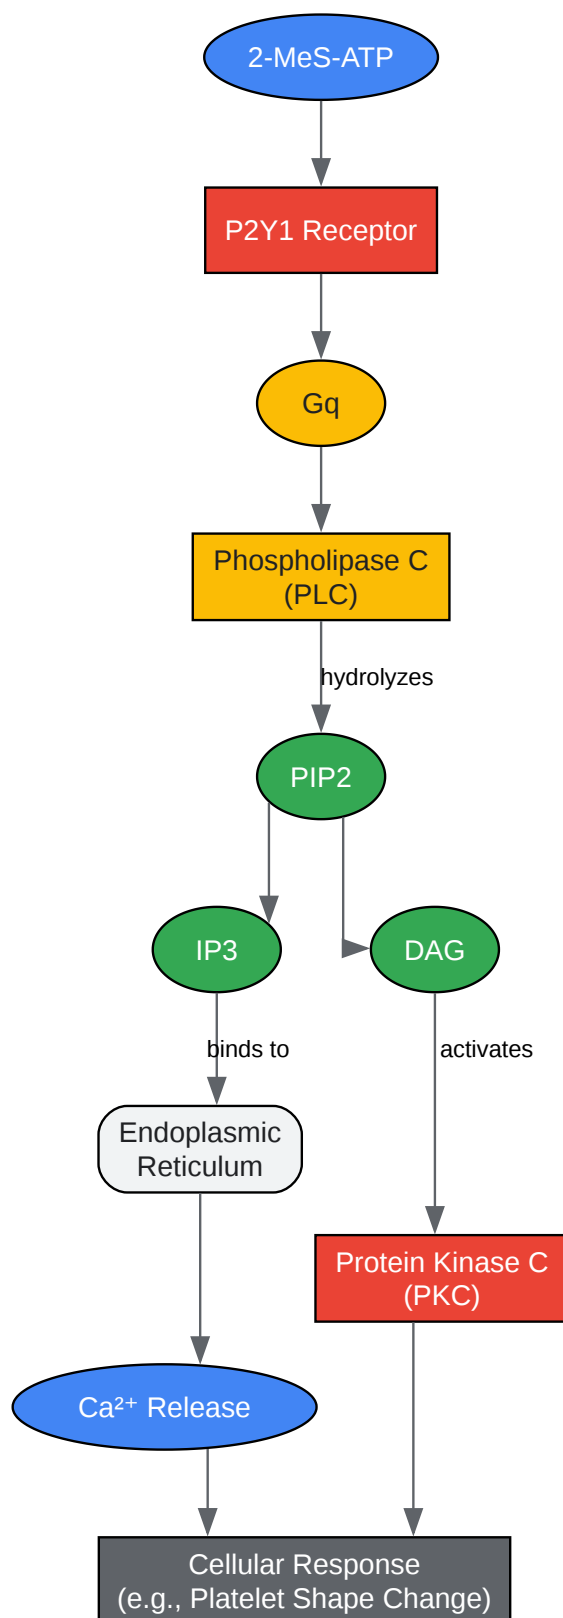 2-MeS-ATP
P2Y1 Receptor
Gq
Phospholipase C
(PLC)
hydrolyzes
PIP2
IP3
DAG
binds to
activates
Endoplasmic
Reticulum
Protein Kinase C
(PKC)
Ca²⁺ Release
Cellular Response
(e.g., Platelet Shape Change)